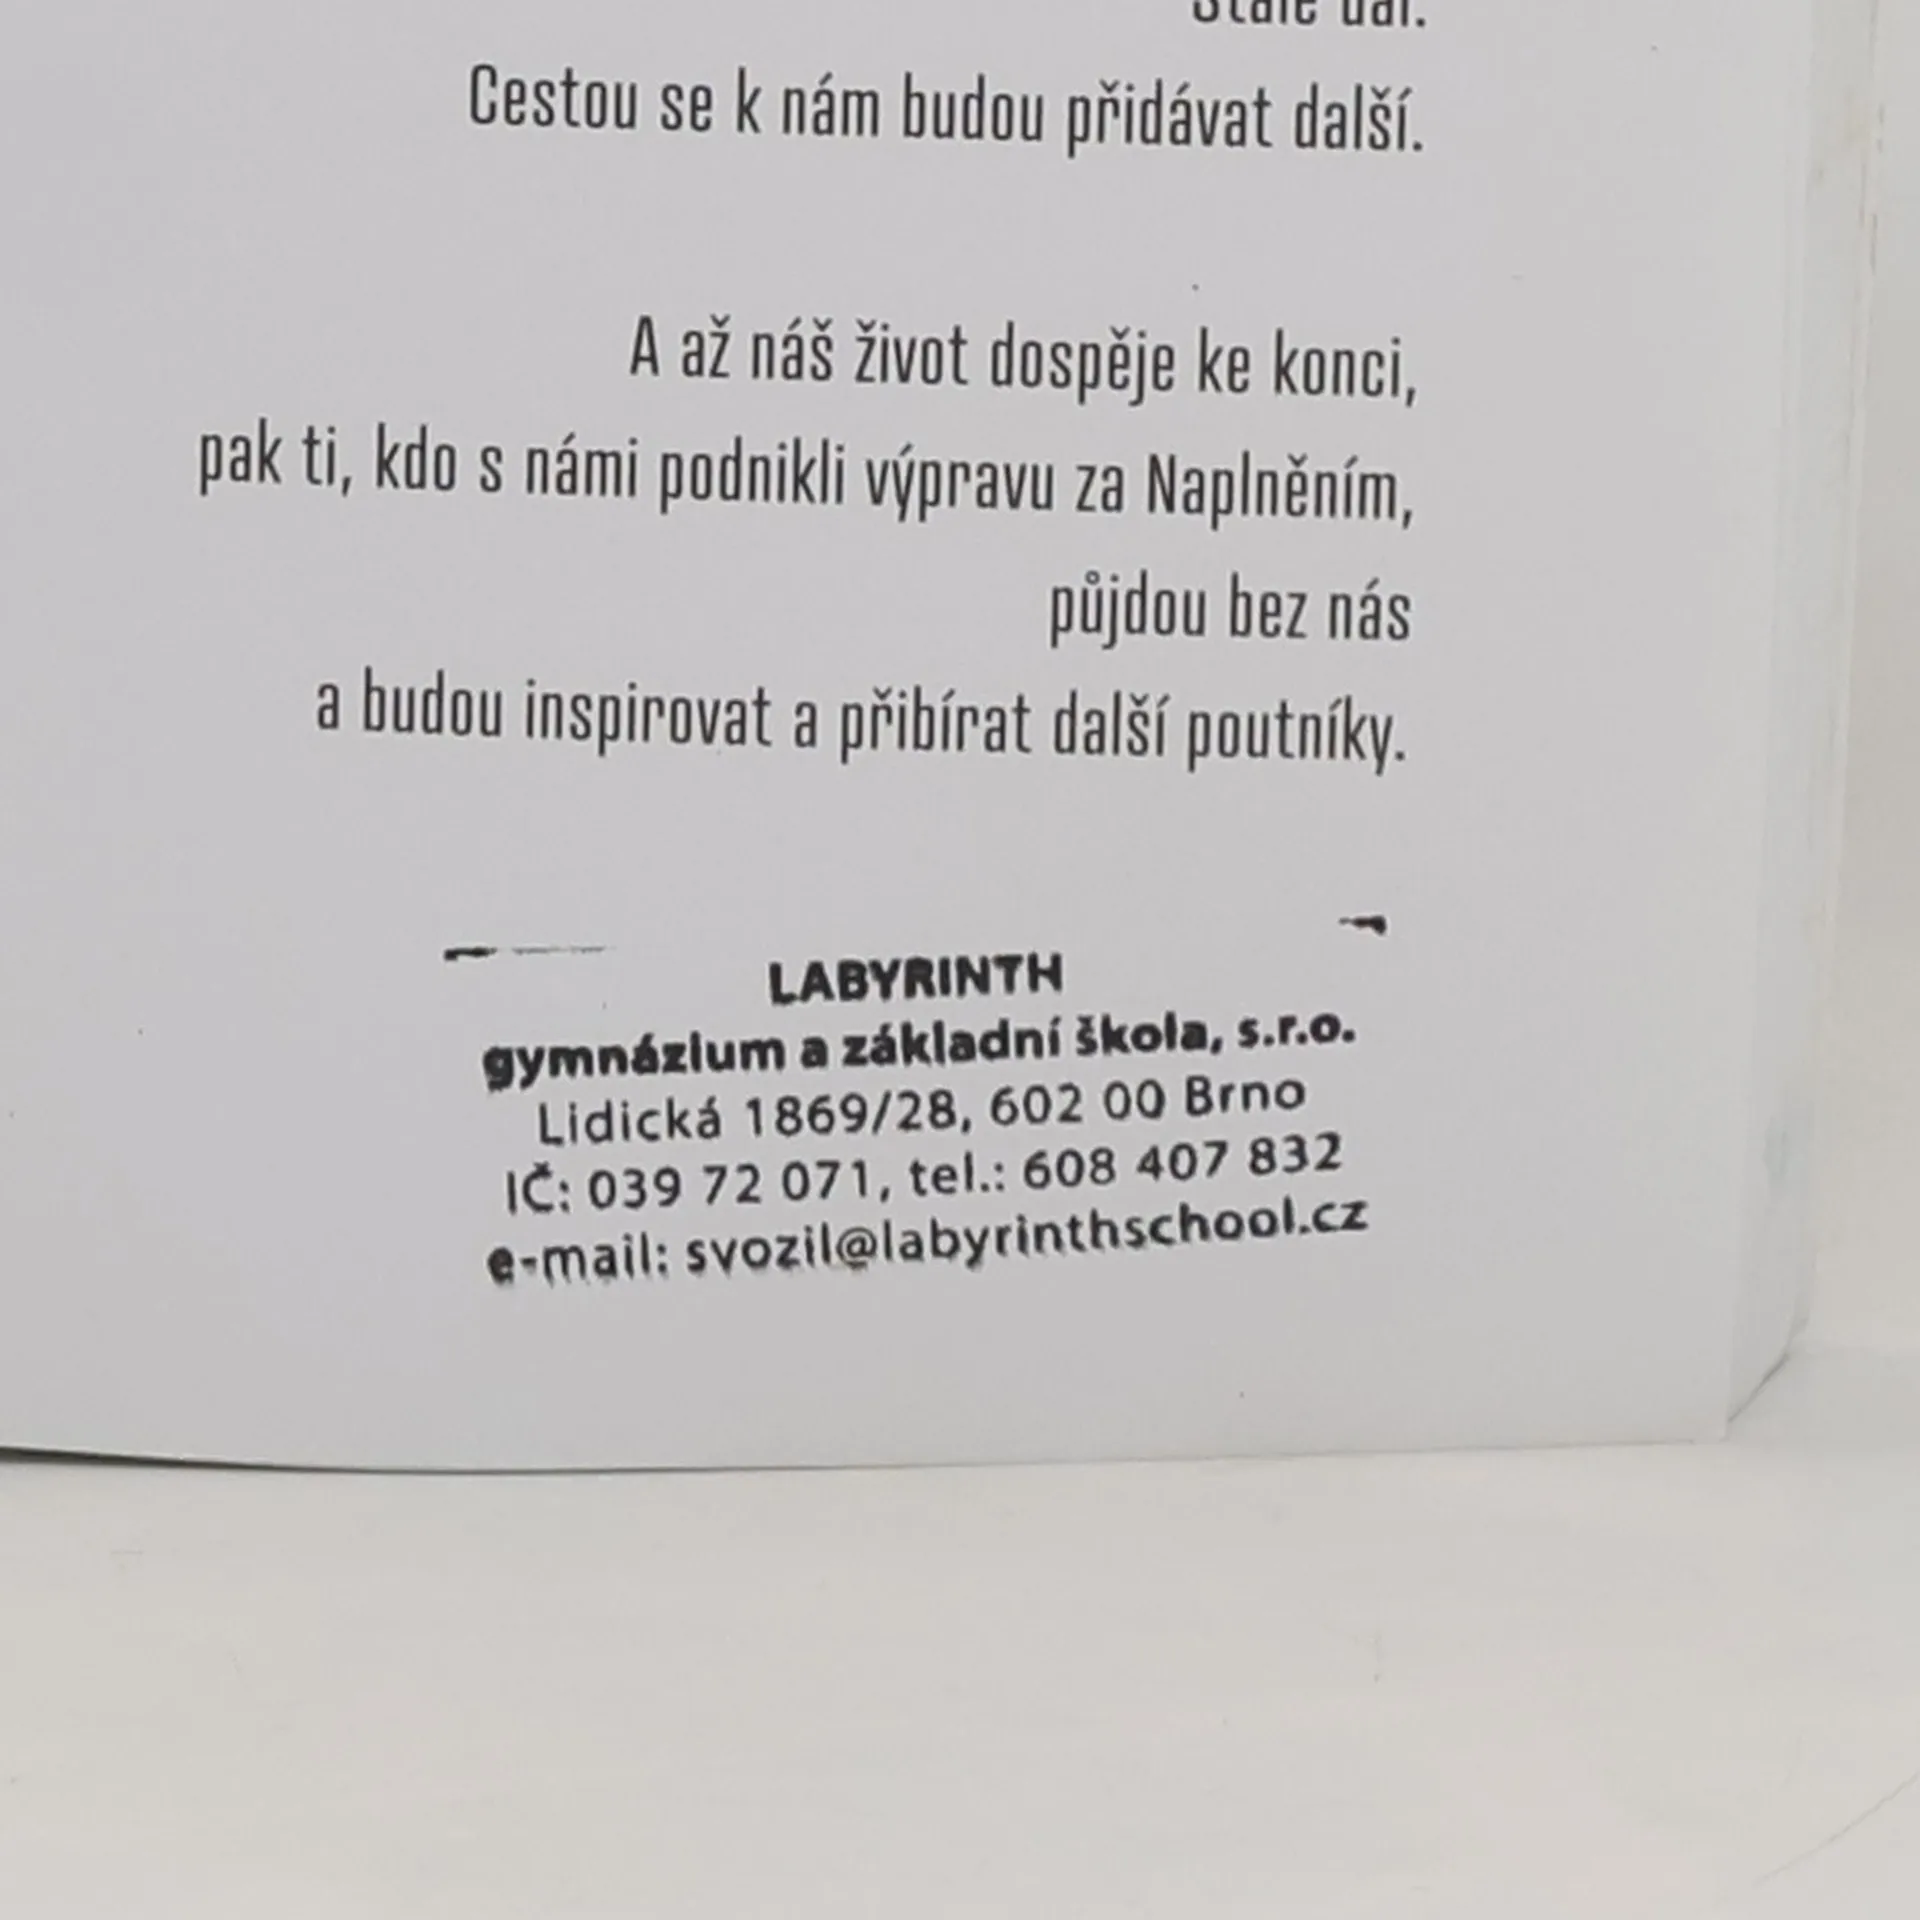 Stále dál.
Cestou se k nám budou přidávat další.
A až náš život dospěje ke konci,
pak ti, kdo s námi podnikli výpravu za Naplněním,
půjdou bez nás
a budou inspirovat a přibírat další poutníky.
LABYRINTH
gymnázium a základní škola, s.r.o.
Lidická 1869/28, 602 00 Brno
IČ: 039 72 071, tel.: 608 407 832
e-mail: svozil@labyrinthschool.cz